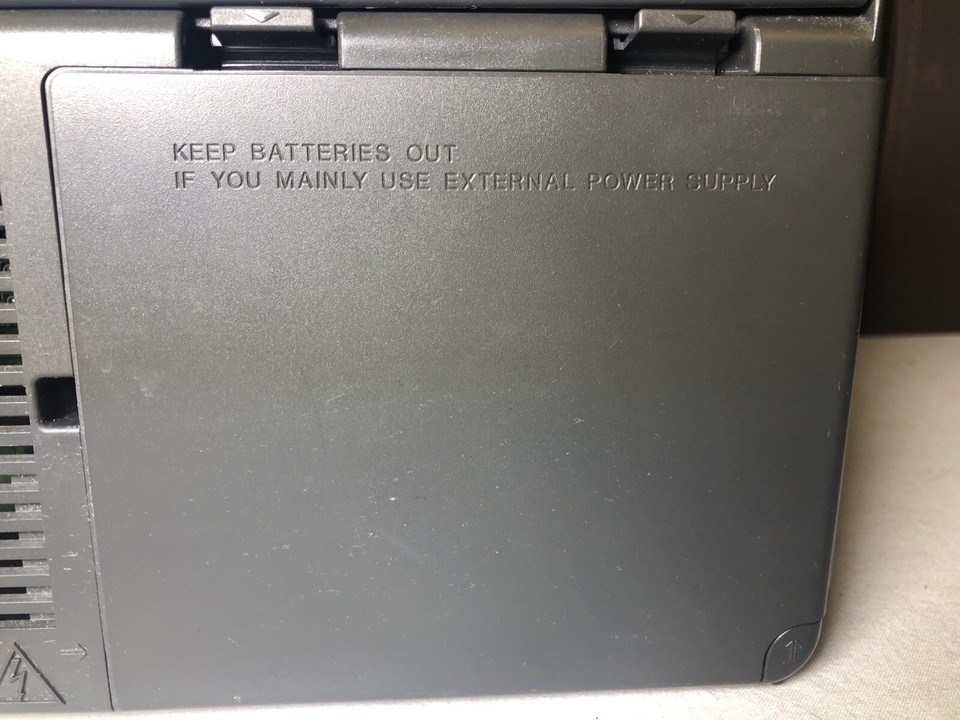 KEEP BATTERIES OUT
IF YOU MAINLY USE EXTERNAL POWER SUPPLY